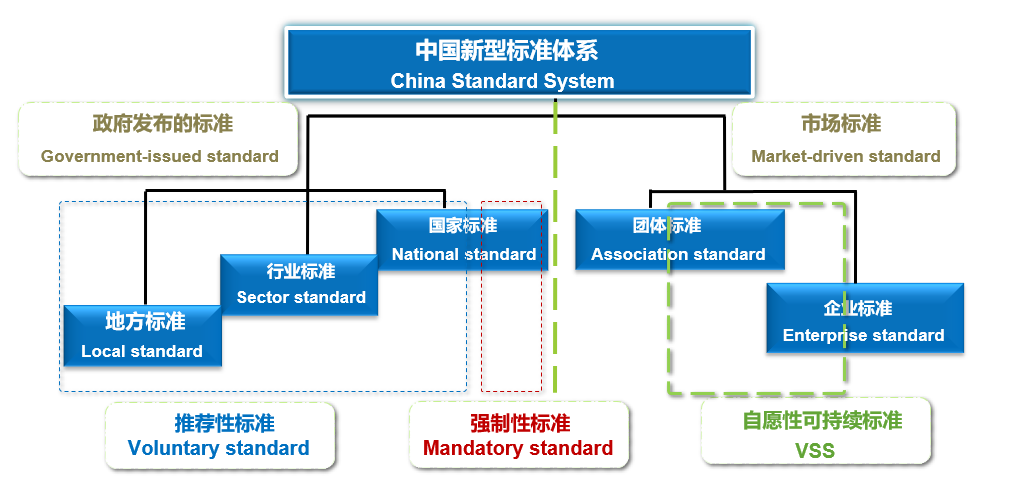 中国新型标准体系
China Standard System
政府发布的标准
Government-issued standard
市场标准
Market-driven standard
国家标准
National standard
团体标准
Association standard
行业标准
Sector standard
地方标准
Local standard
企业标准
Enterprise standard
推荐性标准
Voluntary standard
强制性标准
Mandatory standard
自愿性可持续标准
VSS